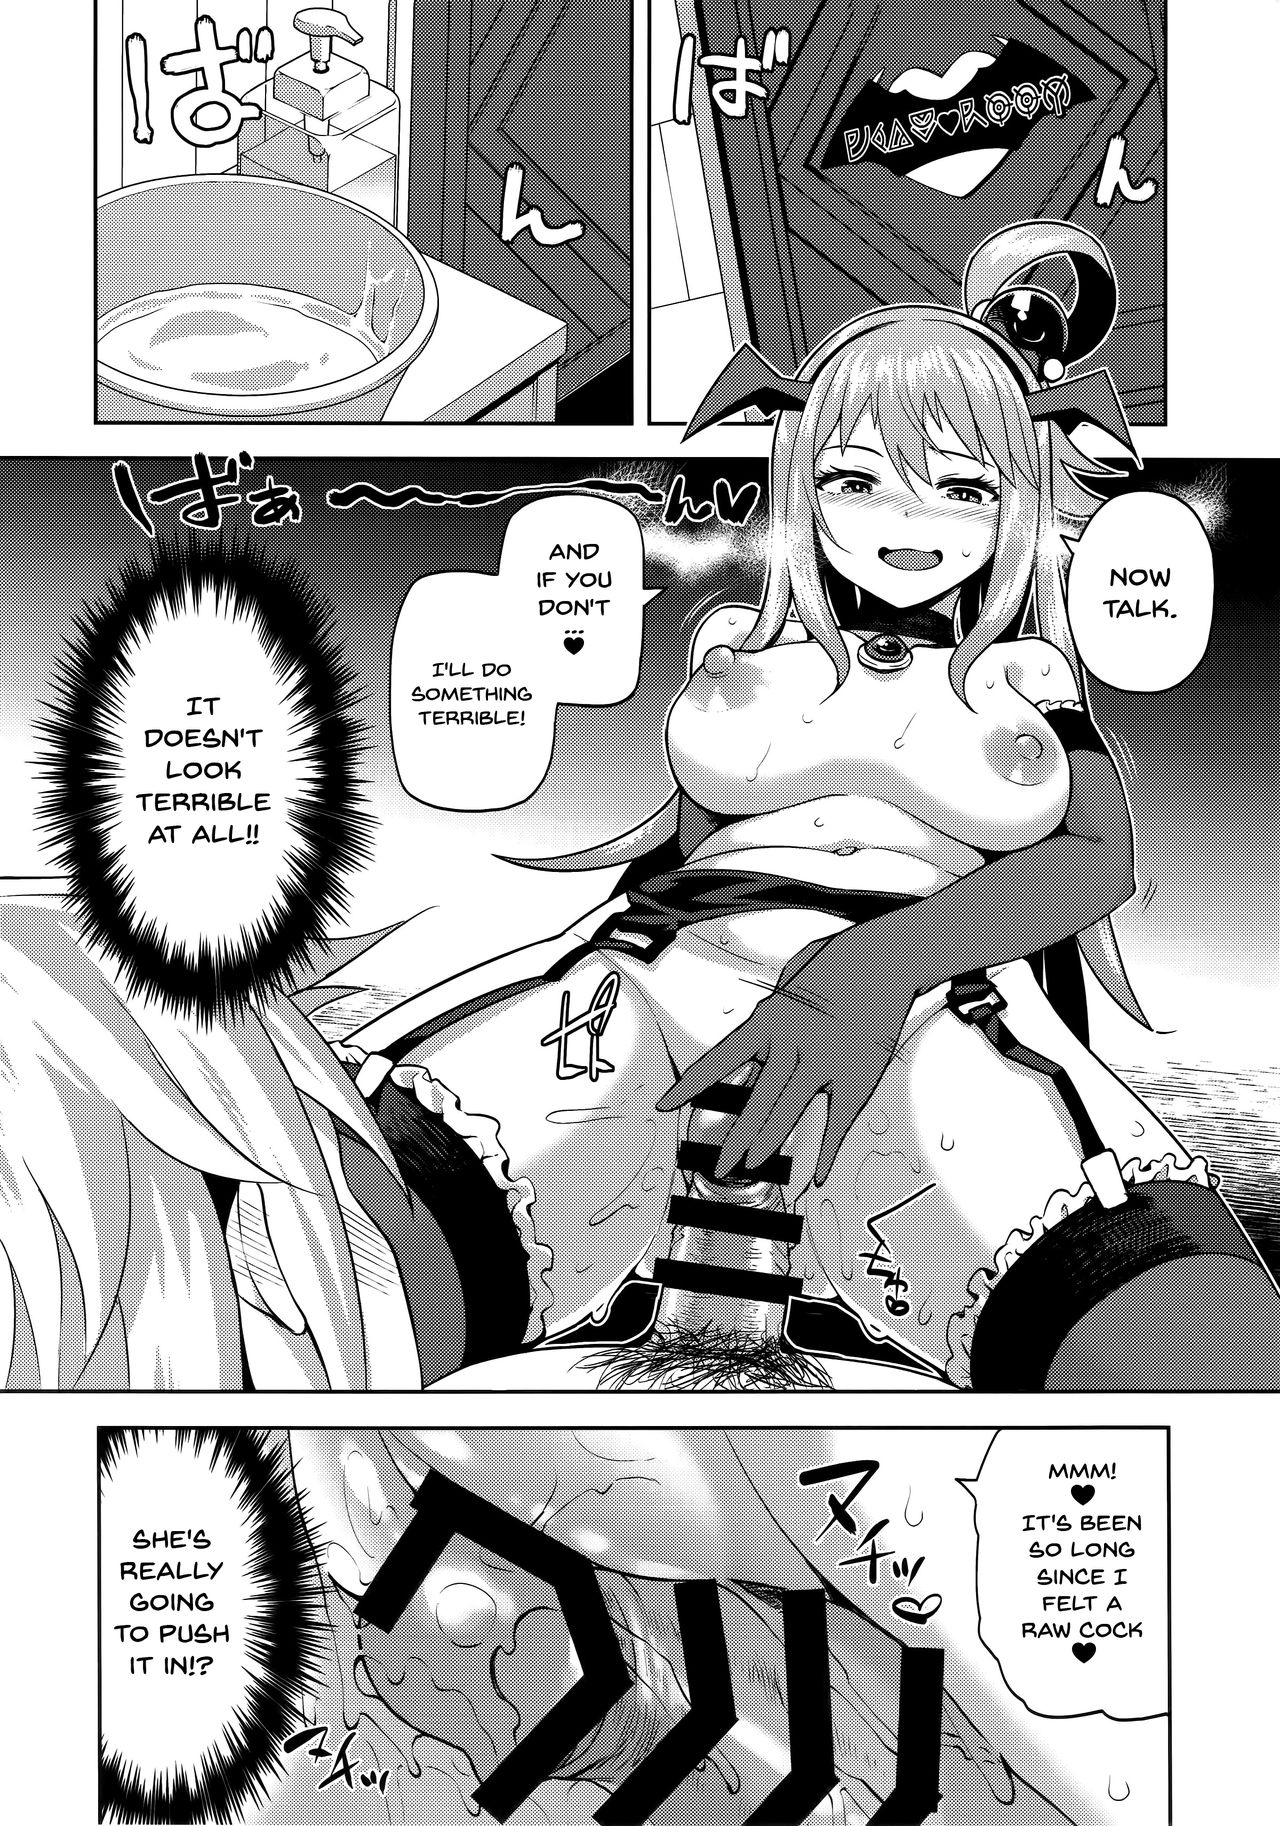 ばん
PLAY♥ROOM
ばん
ばぁ〜〜ん♥
NOW
TALK.
AND
IF YOU
DON'T
...
♥
I'LL DO
SOMETHING
TERRIBLE!
IT
DOESN'T
LOOK
TERRIBLE
AT ALL!!
MMM!
♥
IT'S BEEN
SO LONG
SINCE I
FELT A
RAW COCK
♥
SHE'S
REALLY
GOING
TO PUSH
IT IN!?